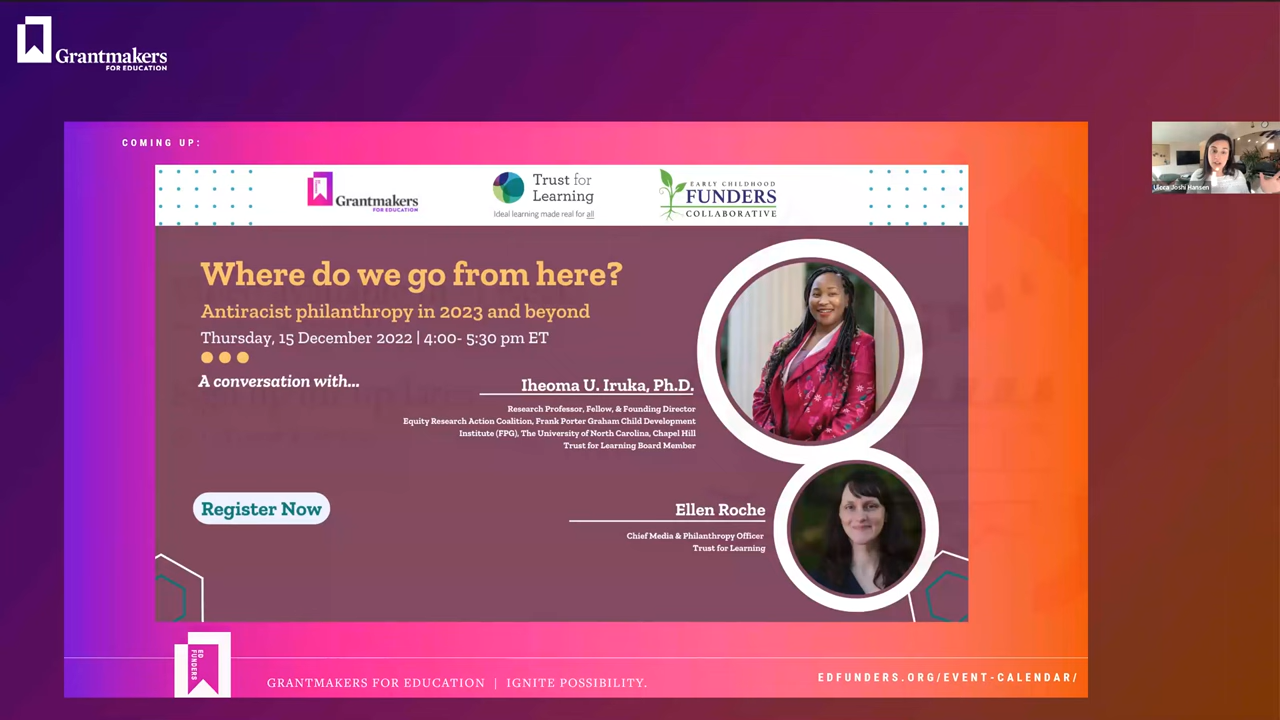 Grantmakers
FOR EDUCATION
COMING UP:
Grantmakers
FOR EDUCATION
Trust for
Learning
Ideal learning made real for all
EARLY CHILDHOOD
FUNDERS
COLLABORATIVE
Where do we go from here?
Antiracist philanthropy in 2023 and beyond
Thursday, 15 December 2022 | 4:00- 5:30 pm ET
A conversation with...
Iheoma U. Iruka, Ph.D.
Research Professor, Fellow, & Founding Director
Equity Research Action Coalition, Frank Porter Graham Child Development
Institute (FPG), The University of North Carolina, Chapel Hill
Trust for Learning Board Member
Register Now
Ellen Roche
Chief Media & Philanthropy Officer
Trust for Learning
ED
FUNDERS
GRANTMAKERS FOR EDUCATION | IGNITE POSSIBILITY.
EDFUNDERS.ORG/EVENT-CALENDAR/
Joshi Hansen